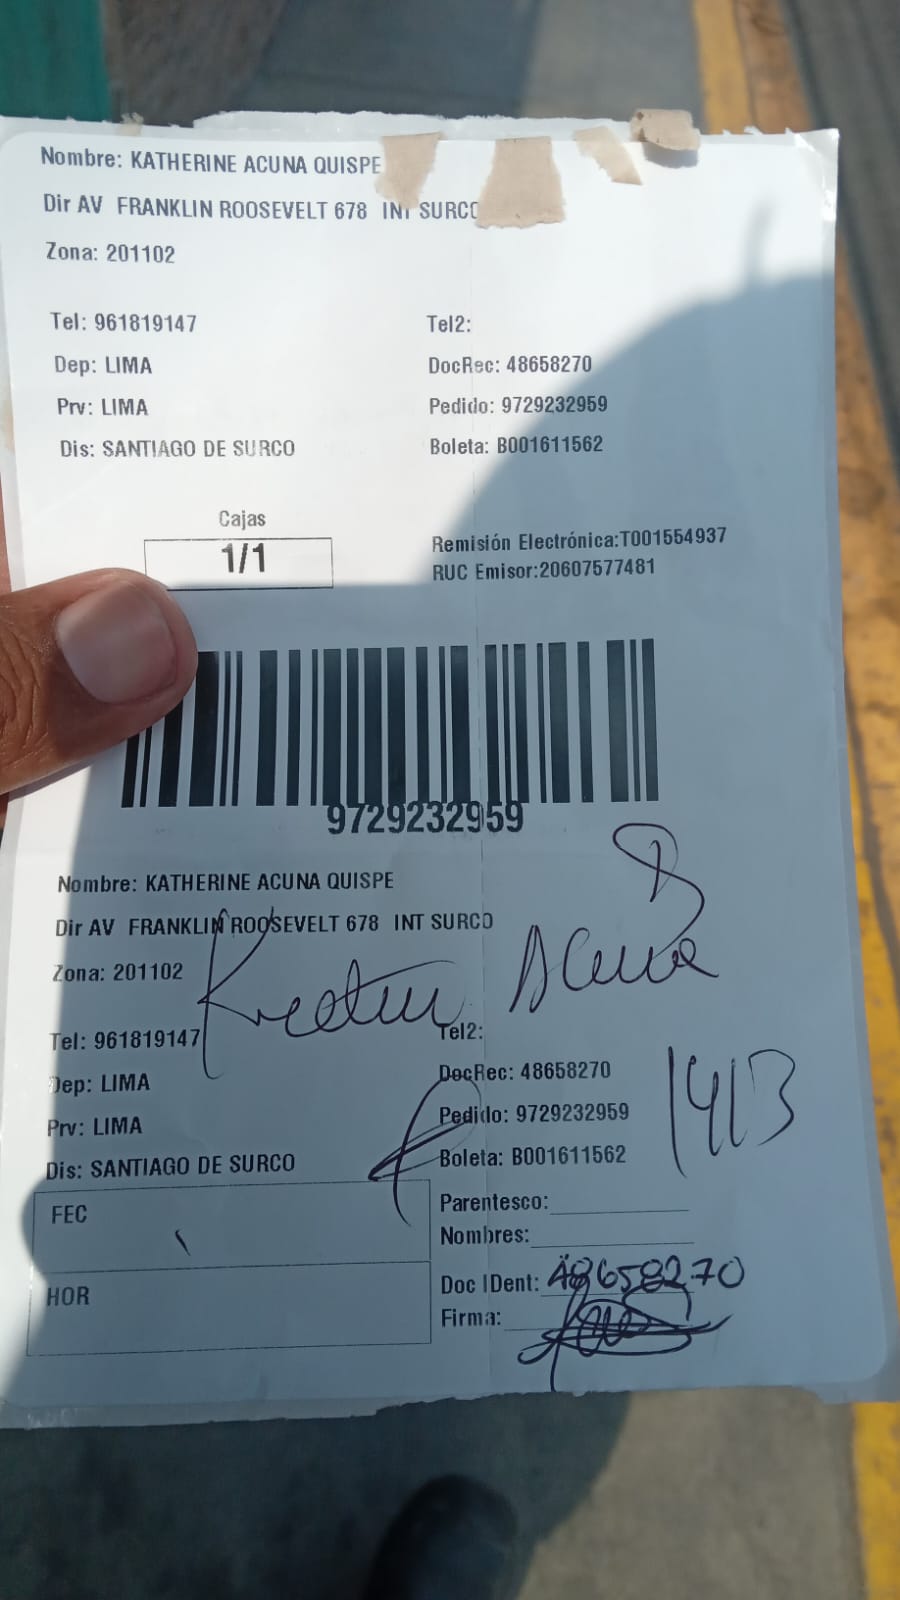 Nombre: KATHERINE ACUNA QUISPE
Dir AV FRANKLIN ROOSEVELT 678 INT SURCO
Zona: 201102
Tel: 961819147
Tel2:
Dep: LIMA
DocRec: 48658270
Prv: LIMA
Pedido: 9729232959
Dis: SANTIAGO DE SURCO
Boleta: B001611562
Cajas
1/1
Remisión Electrónica:T001554937
RUC Emisor:20607577481
9729232959
Nombre: KATHERINE ACUNA QUISPE
Dir AV FRANKLIN ROOSEVELT 678 INT SURCO
Zona: 201102
Acuna
Tel: 961819147
Tel2:
Dep: LIMA
DocRec: 48658270
Prv: LIMA
Pedido: 9729232959
1413
Dis: SANTIAGO DE SURCO
Boleta: B001611562
FEC
Parentesco:
Nombres:
HOR
Doc IDent: 48658270
Firma: